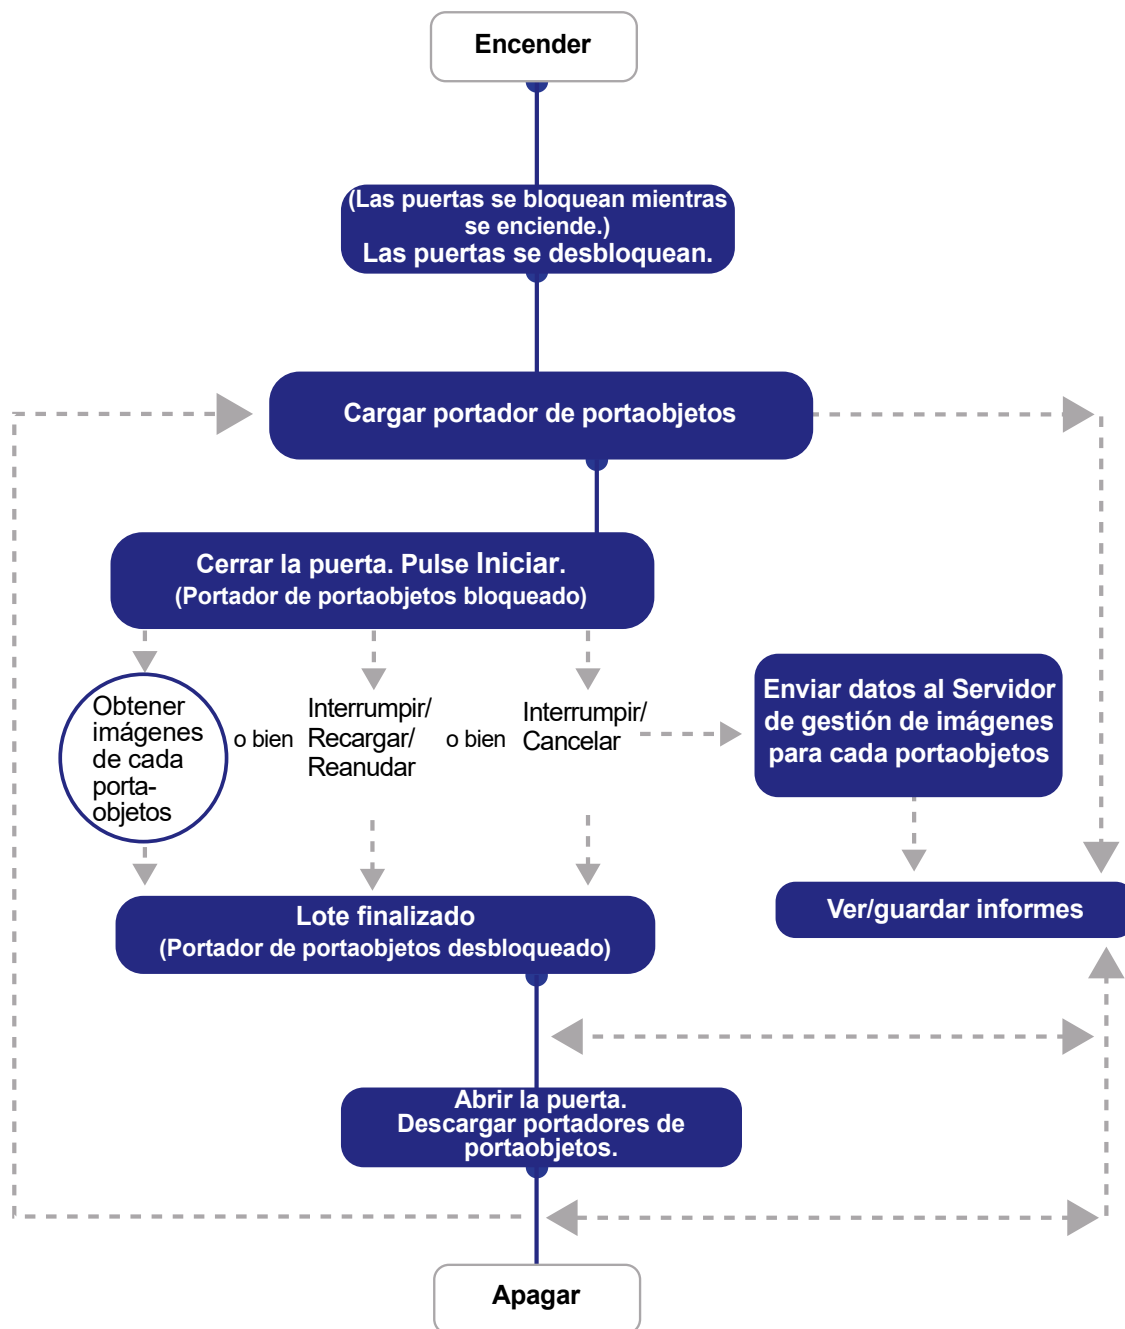 Encender
(Las puertas se bloquean mientras
se enciende.)
Las puertas se desbloquean.
Cargar portador de portaobjetos
Cerrar la puerta. Pulse Iniciar.
(Portador de portaobjetos bloqueado)
Obtener
imágenes
de cada
porta-
objetos
o bien
Interrumpir/
Recargar/
Reanudar
o bien
Interrumpir/
Cancelar
Enviar datos al Servidor
de gestión de imágenes
para cada portaobjetos
Lote finalizado
(Portador de portaobjetos desbloqueado)
Ver/guardar informes
Abrir la puerta.
Descargar portadores de
portaobjetos.
Apagar